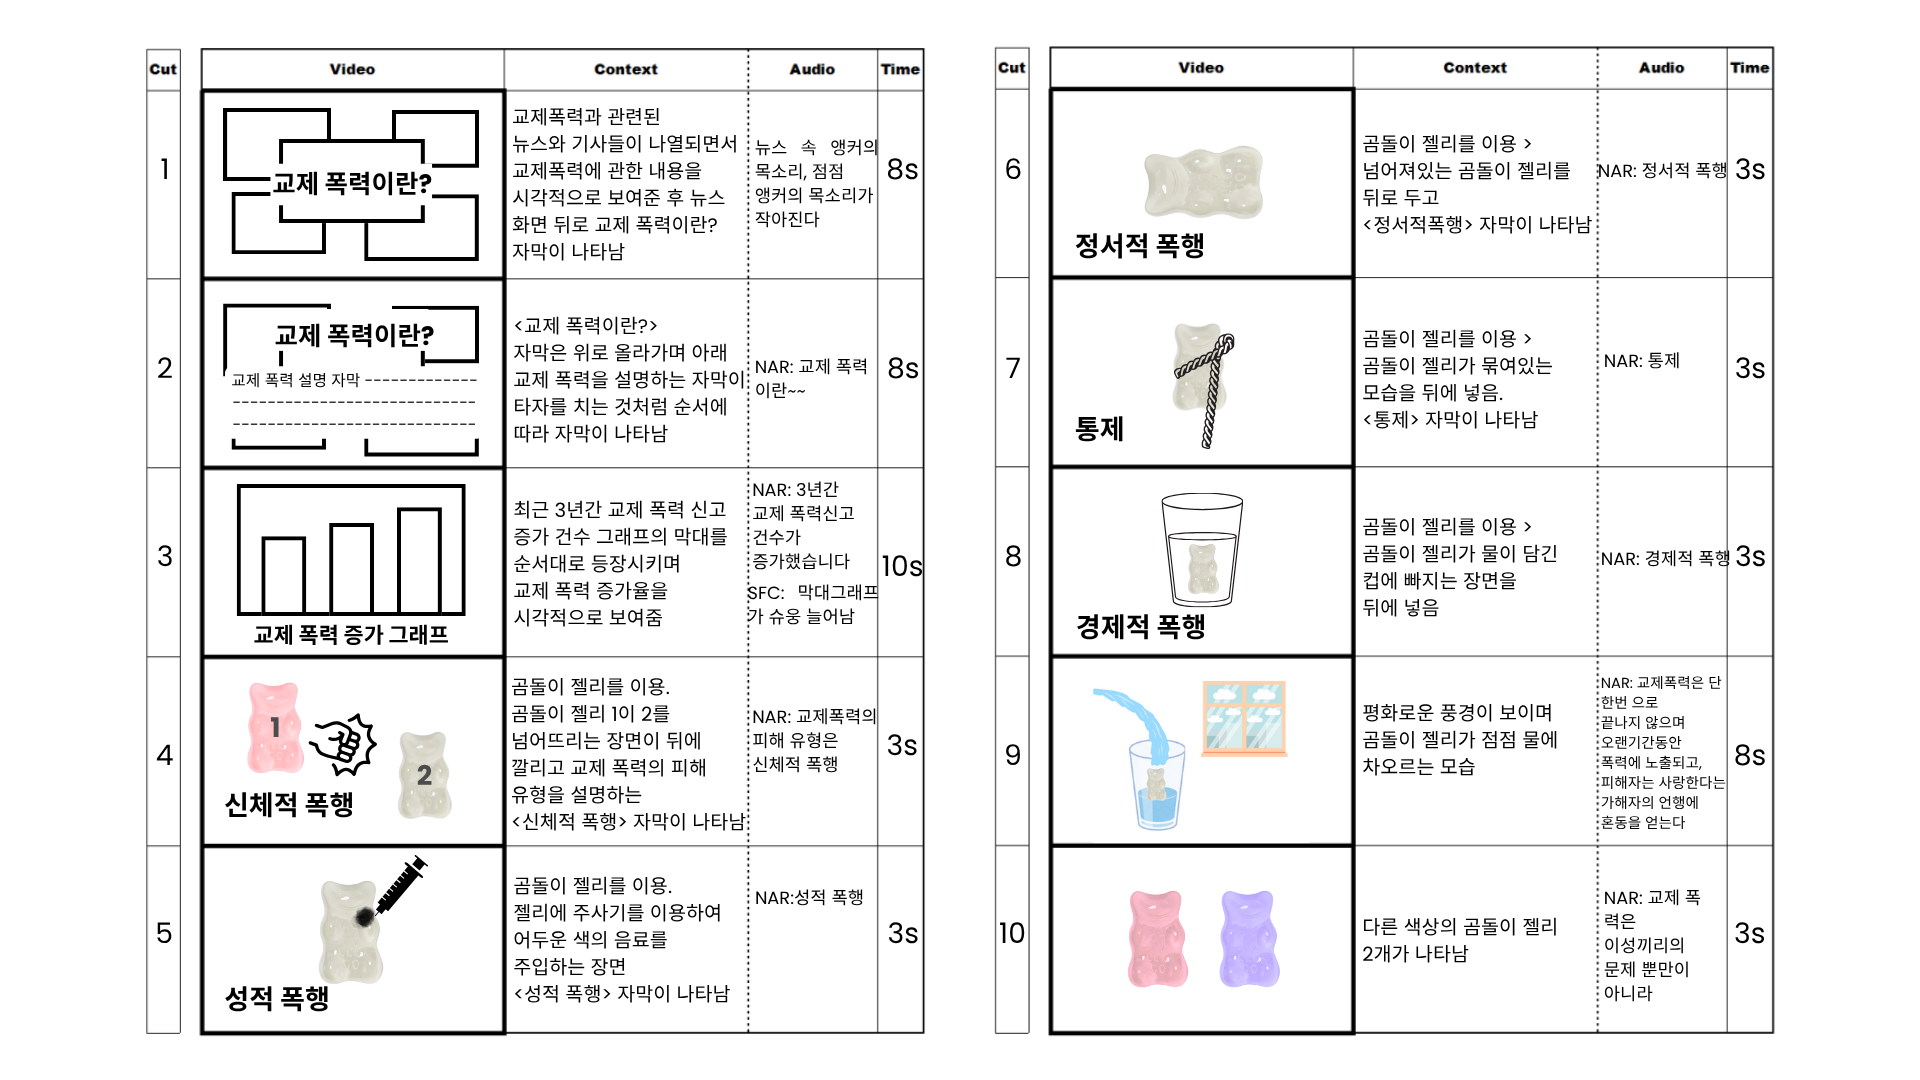 Cut Video Context Audio Time
1
교제 폭력이란?
교제폭력과 관련된
뉴스와 기사들이 나열되면서
교제폭력에 관한 내용을
시각적으로 보여준 후 뉴스
화면 뒤로 교제 폭력이란?
자막이 나타남
뉴스 속 앵커의
목소리, 점점
앵커의 목소리가
작아진다
8s
2
교제 폭력이란?
교제 폭력 설명 자막
<교제 폭력이란?>
자막은 위로 올라가며 아래
교제 폭력을 설명하는 자막이
타자를 치는 것처럼 순서에
따라 자막이 나타남
NAR: 교제 폭력
이란~~
8s
3
교제 폭력 증가 그래프
최근 3년간 교제 폭력 신고
증가 건수 그래프의 막대를
순서대로 등장시키며
교제 폭력 증가율을
시각적으로 보여줌
NAR: 3년간
교제 폭력신고
건수가
증가했습니다
SFC: 막대그래프
가 슈웅 늘어남
10s
4
1
2
신체적 폭행
곰돌이 젤리를 이용.
곰돌이 젤리 1이 2를
넘어뜨리는 장면이 뒤에
깔리고 교제 폭력의 피해
유형을 설명하는
<신체적 폭행> 자막이 나타남
NAR: 교제폭력의
피해 유형은
신체적 폭행
3s
5
성적 폭행
곰돌이 젤리를 이용.
젤리에 주사기를 이용하여
어두운 색의 음료를
주입하는 장면
<성적 폭행> 자막이 나타남
NAR:성적 폭행
3s
Cut Video Context Audio Time
6
정서적 폭행
곰돌이 젤리를 이용 >
넘어져있는 곰돌이 젤리를
뒤로 두고
<정서적폭행> 자막이 나타남
NAR: 정서적 폭행
3s
7
통제
곰돌이 젤리를 이용 >
곰돌이 젤리가 묶여있는
모습을 뒤에 넣음.
<통제> 자막이 나타남
NAR: 통제
3s
8
경제적 폭행
곰돌이 젤리를 이용 >
곰돌이 젤리가 물이 담긴
컵에 빠지는 장면을
뒤에 넣음
NAR: 경제적 폭행
3s
9
평화로운 풍경이 보이며
곰돌이 젤리가 점점 물에
차오르는 모습
NAR: 교제폭력은 단
한번 으로
끝나지 않으며
오랜기간동안
폭력에 노출되고,
피해자는 사랑한다는
가해자의 언행에
혼동을 얻는다
8s
10
다른 색상의 곰돌이 젤리
2개가 나타남
NAR: 교제 폭
력은
이성끼리의
문제 뿐만이
아니라
3s